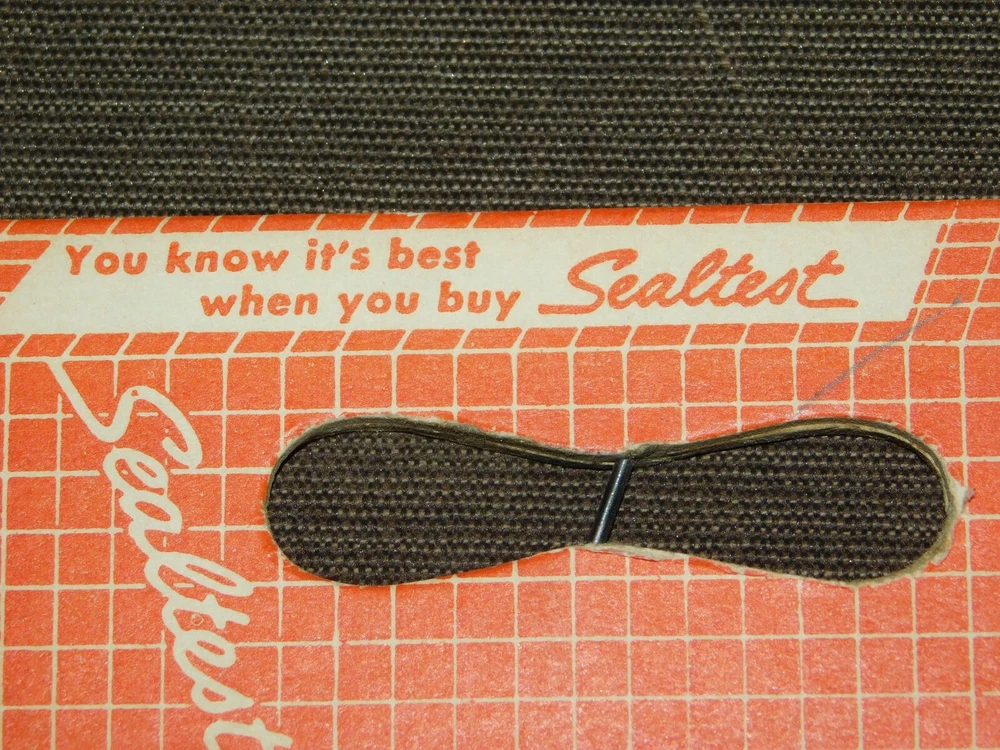 You know it's best
when you buy Sealtest
Sealtest